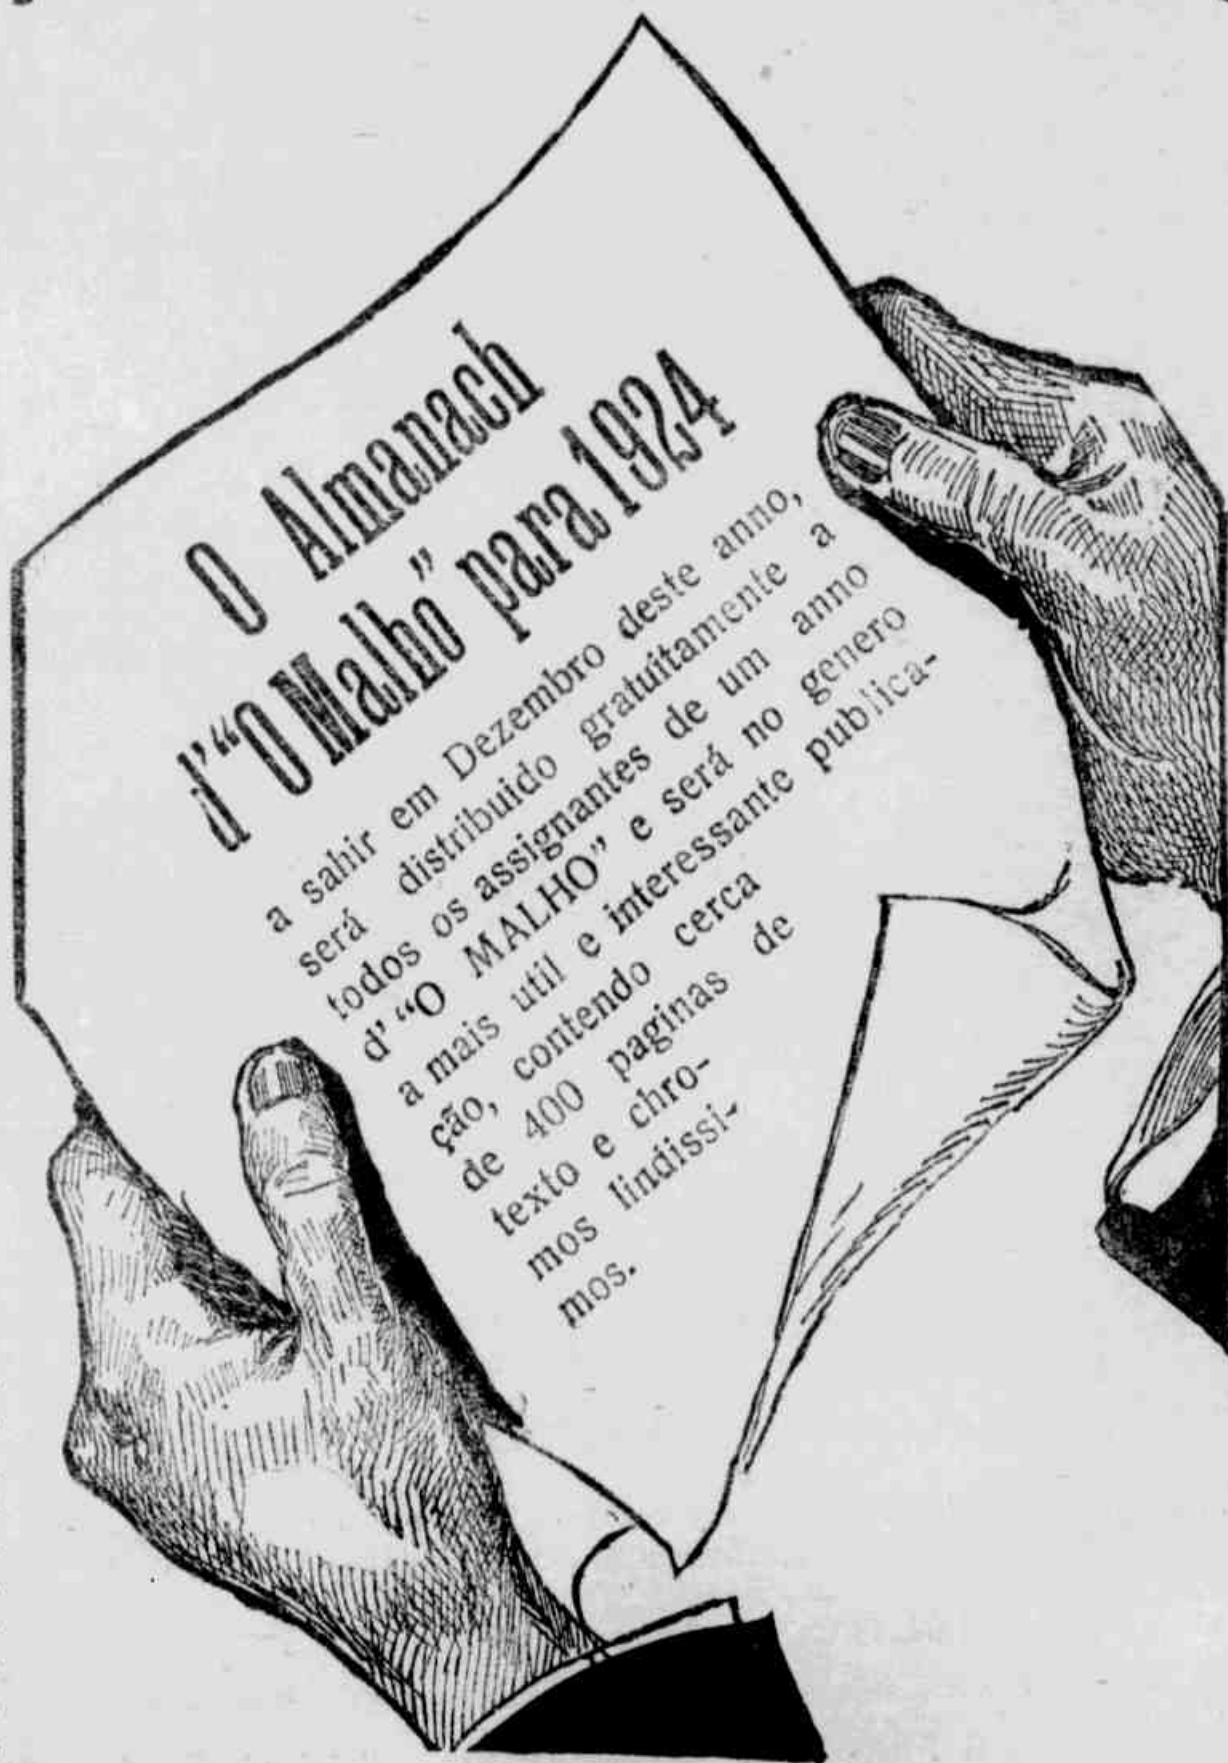 O Almanach
d'“O Malho” para 1924
a sahir em Dezembro deste anno,
será distribuido gratuitamente a
todos os assignantes de um anno
d' “O MALHO” e será no genero
a mais util e interessante publica-
ção, contendo cerca
de 400 paginas de
texto e chro-
mos lindissi-
mos.